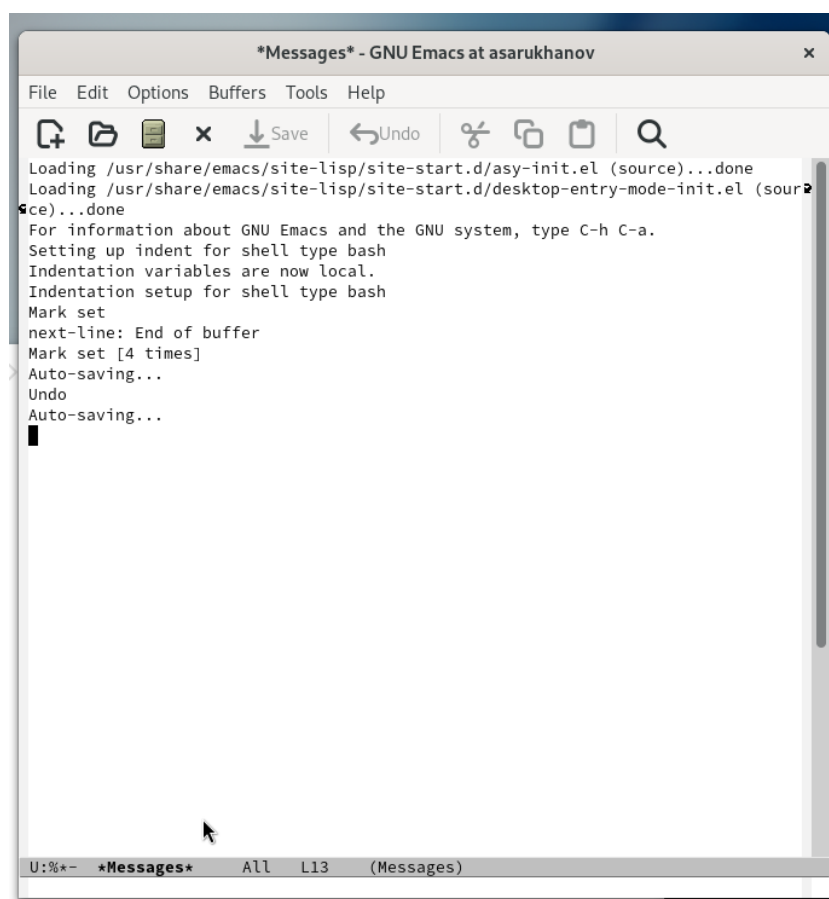 *Messages* - GNU Emacs at asarukhanov
File Edit Options Buffers Tools Help
Save Undo
Loading /usr/share/emacs/site-lisp/site-start.d/asy-init.el (source)...done
Loading /usr/share/emacs/site-lisp/site-start.d/desktop-entry-mode-init.el (sour
ce)...done
For information about GNU Emacs and the GNU system, type C-h C-a.
Setting up indent for shell type bash
Indentation variables are now local.
Indentation setup for shell type bash
Mark set
next-line: End of buffer
Mark set [4 times]
Auto-saving...
Undo
Auto-saving...
U:%*- *Messages* All L13 (Messages)